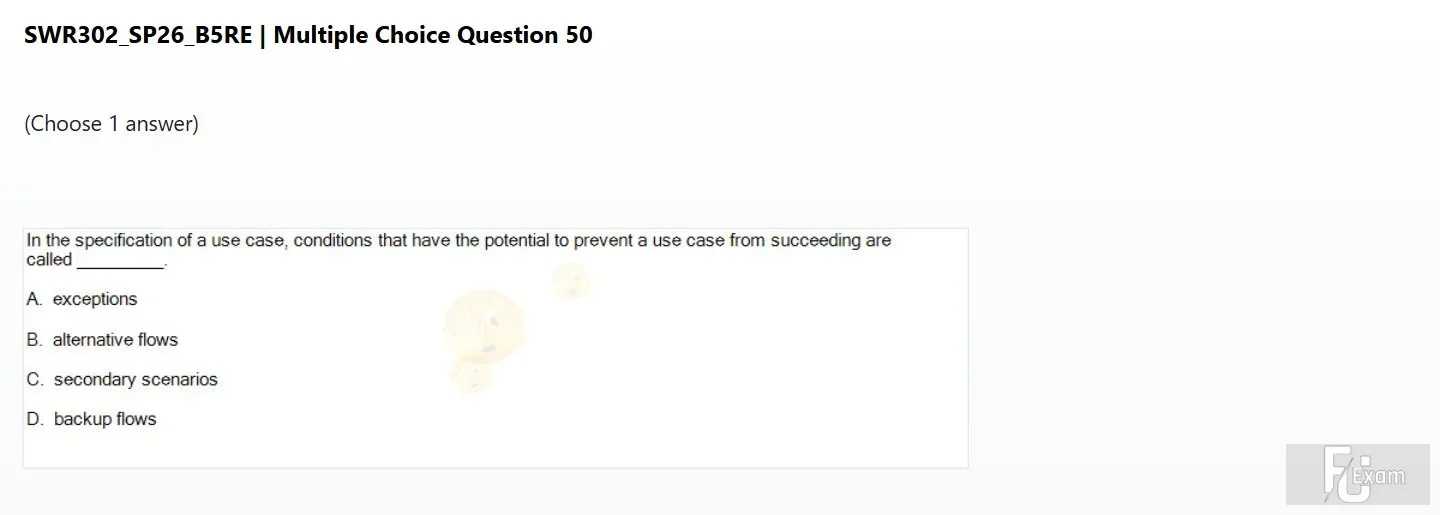 SWR302_SP26_B5RE | Multiple Choice Question 50
(Choose 1 answer)
In the specification of a use case, conditions that have the potential to prevent a use case from succeeding are
called _________.
A. exceptions
B. alternative flows
C. secondary scenarios
D. backup flows
FU Exam